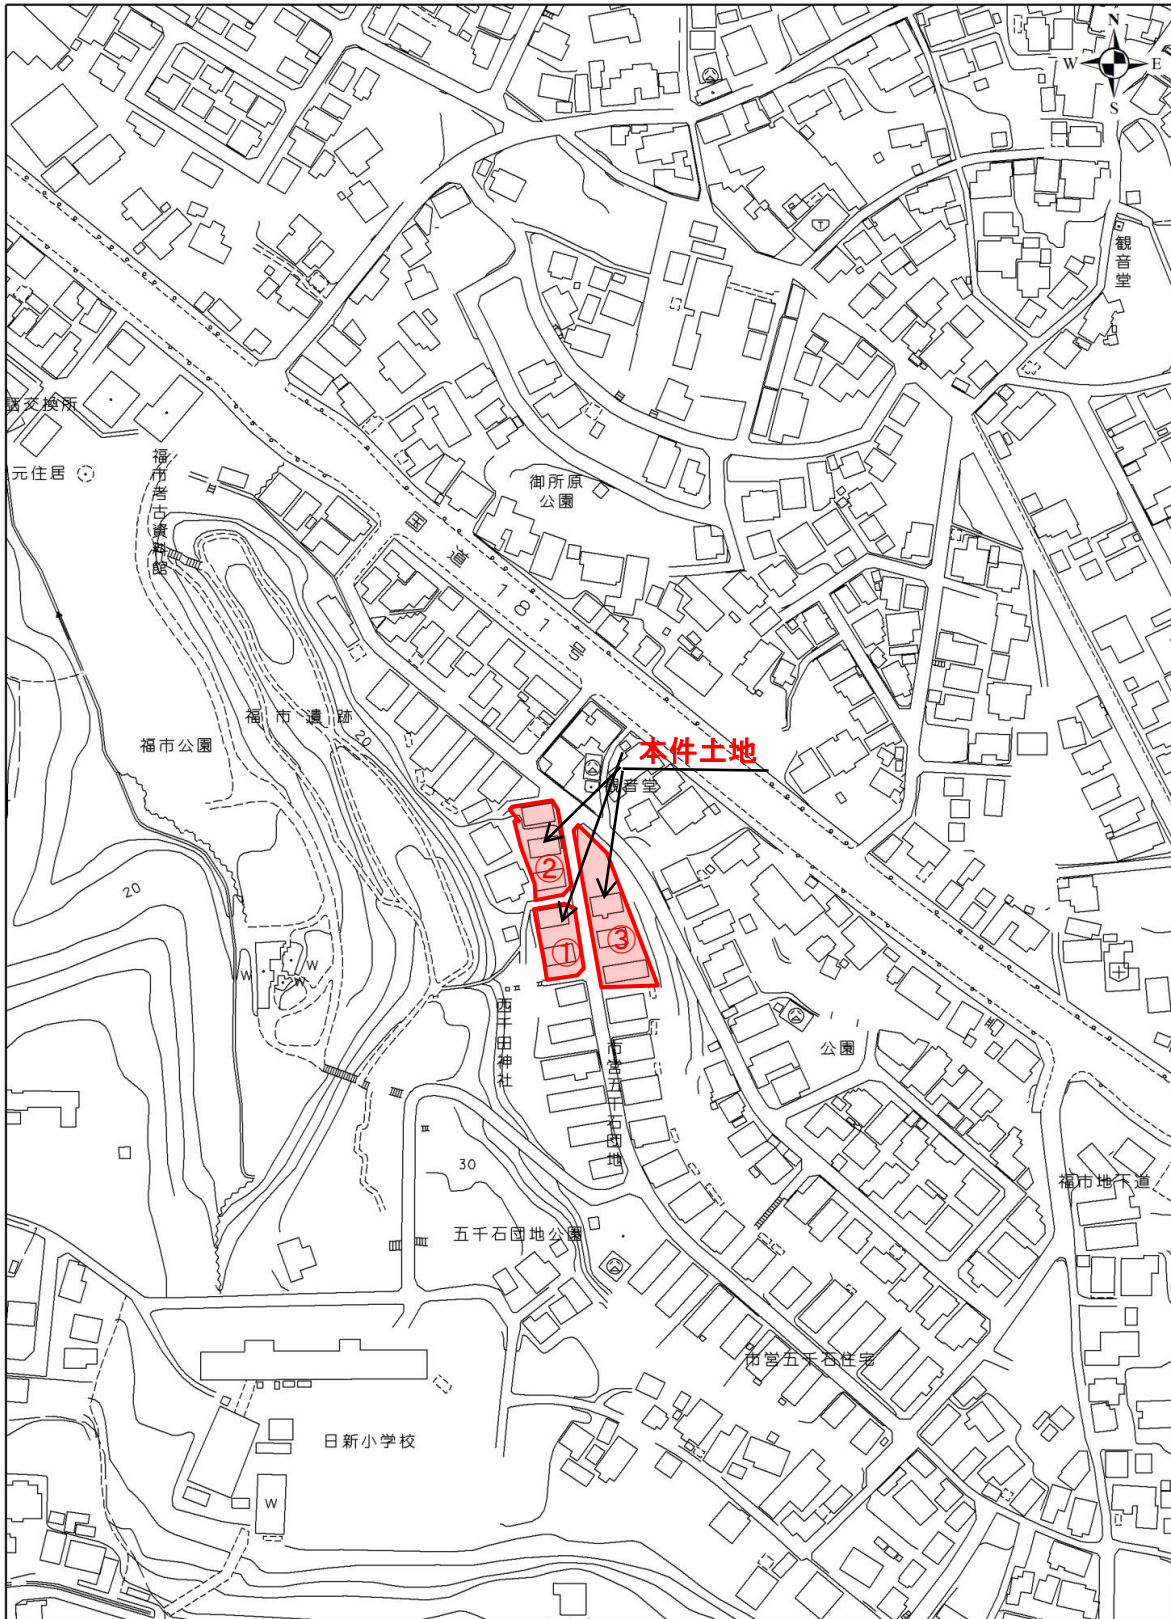 N
W E
S
観音堂
話交換所
元住居
福市考古資料館
御所原
公園
国道181号
福市遺跡
20
福市公園
本件土地
観音堂
②
20
①
③
W
W
W
西千田神社
市営五千石団地
公園
30
福市地下道
五千石団地公園
市営五千石住宅
日新小学校
W